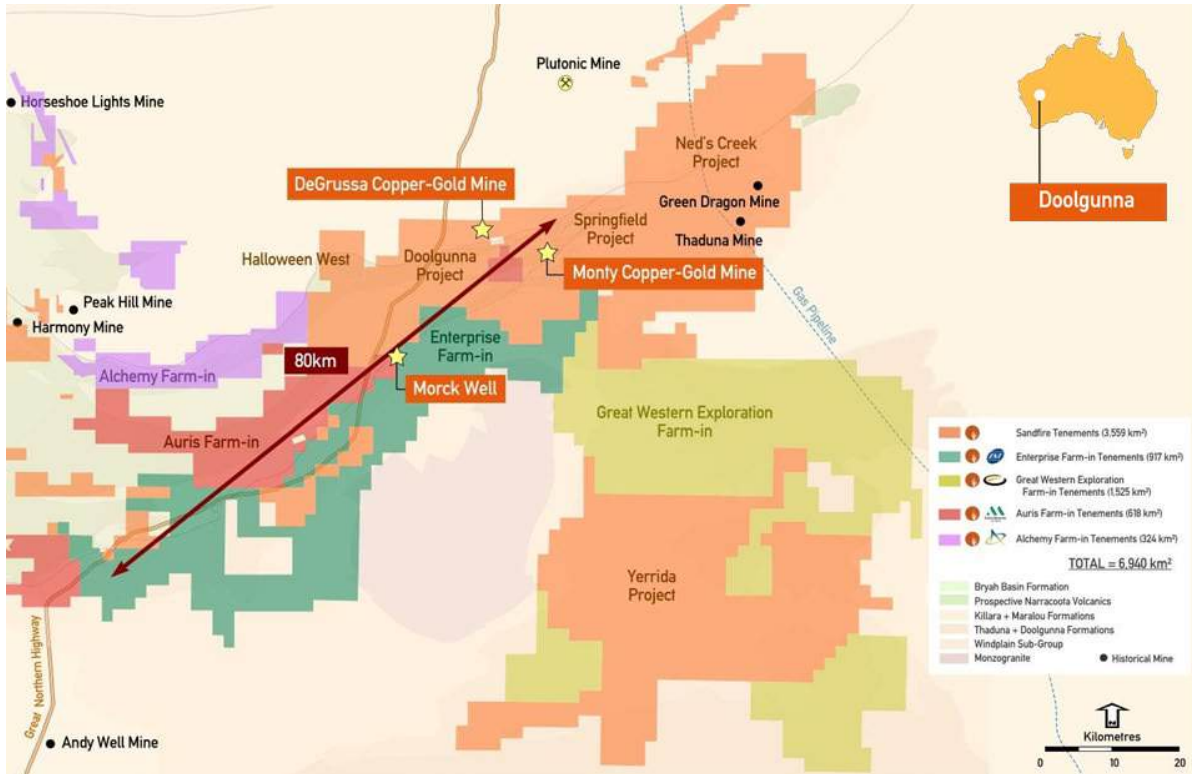 Plutonic Mine
Horseshoe Lights Mine
Ned's Creek
Project
DeGrussa Copper-Gold Mine
Green Dragon Mine
Doolgunna
Springfield
Project
Thaduna Mine
Halloween West
Doolgunna
Project
Monty Copper-Gold Mine
Peak Hill Mine
Harmony Mine
Gas Pipeline
Enterprise
Farm-in
80km
Alchemy Farm-in
Morck Well
Great Western Exploration
Farm-in
Auris Farm-in
Sandfire Tenements (3,559 km²)
Enterprise Farm-in Tenements (917 km²)
Great Western Exploration
Farm-in Tenements (1,525 km²)
Auris Farm-in Tenements (618 km²)
Alchemy Farm-in Tenements (324 km²)
TOTAL = 6,940 km²
Yerrida
Project
Bryah Basin Formation
Prospective Narracoota Volcanics
Killara + Maralou Formations
Thaduna + Doolgunna Formations
Windplain Sub-Group
Monzogranite
Historical Mine
Great Northern Highway
Andy Well Mine
N
Kilometres
0 10 20